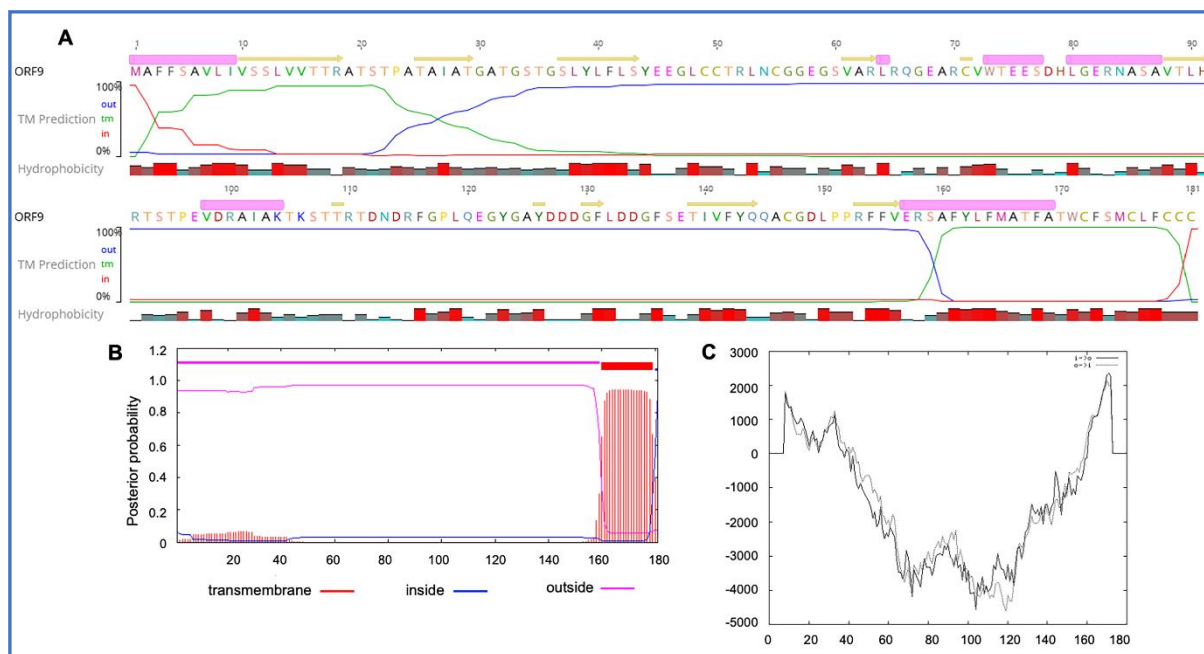 A
1 10 20 30 40 50 60 70 80 90
ORF9 M A F F S A V L I V S S L V V T T R A T S T P A T A I A T G A T G S T G S L Y L F L S Y E E G L C C T R L N C G G E G S V A R L R Q G E A R C V W T E E S D H L G E R N A S A V T L H
100%
out
TM Prediction tm
in
0%
Hydrophobicity
100 110 120 130 140 150 160 170 181
ORF9 R T S T P E V D R A I A K T K S T T R T D N D R F G P L Q E G Y G A Y D D D G F L D D G F S E T I V F Y Q Q A C G D L P P R F F V E R S A F Y L F M A T F A T W C F S M C L F C C C
100%
out
TM Prediction tm
in
0%
Hydrophobicity
B
1.2
1.0
0.8
0.6
0.4
0.2
0
Posterior probability
20 40 60 80 100 120 140 160 180
transmembrane inside outside
C
3000
2000
1000
0
-1000
-2000
-3000
-4000
-5000
i->o
o->i
0 20 40 60 80 100 120 140 160 180